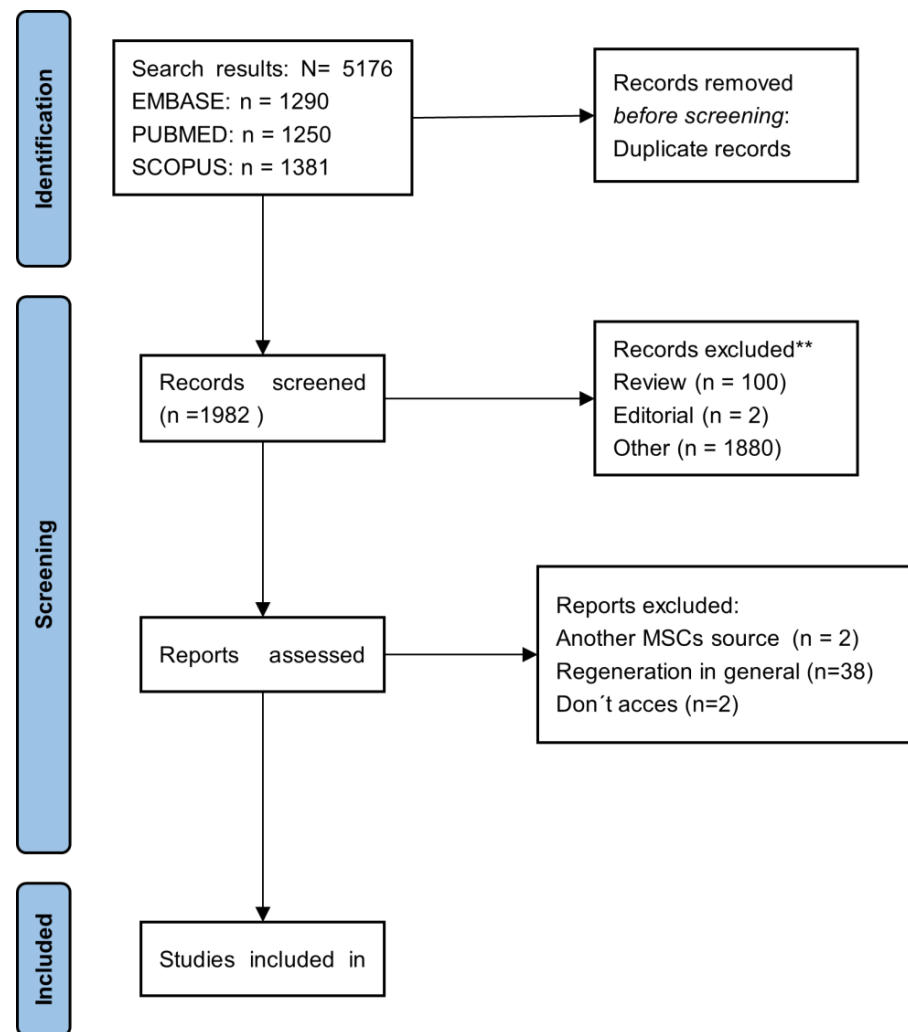 Identification
Search results: N= 5176
EMBASE: n = 1290
PUBMED: n = 1250
SCOPUS: n = 1381
Records removed
before screening:
Duplicate records
Screening
Records screened
(n =1982 )
Records excluded**
Review (n = 100)
Editorial (n = 2)
Other (n = 1880)
Reports assessed
Reports excluded:
Another MSCs source (n = 2)
Regeneration in general (n=38)
Don´t acces (n=2)
Included
Studies included in